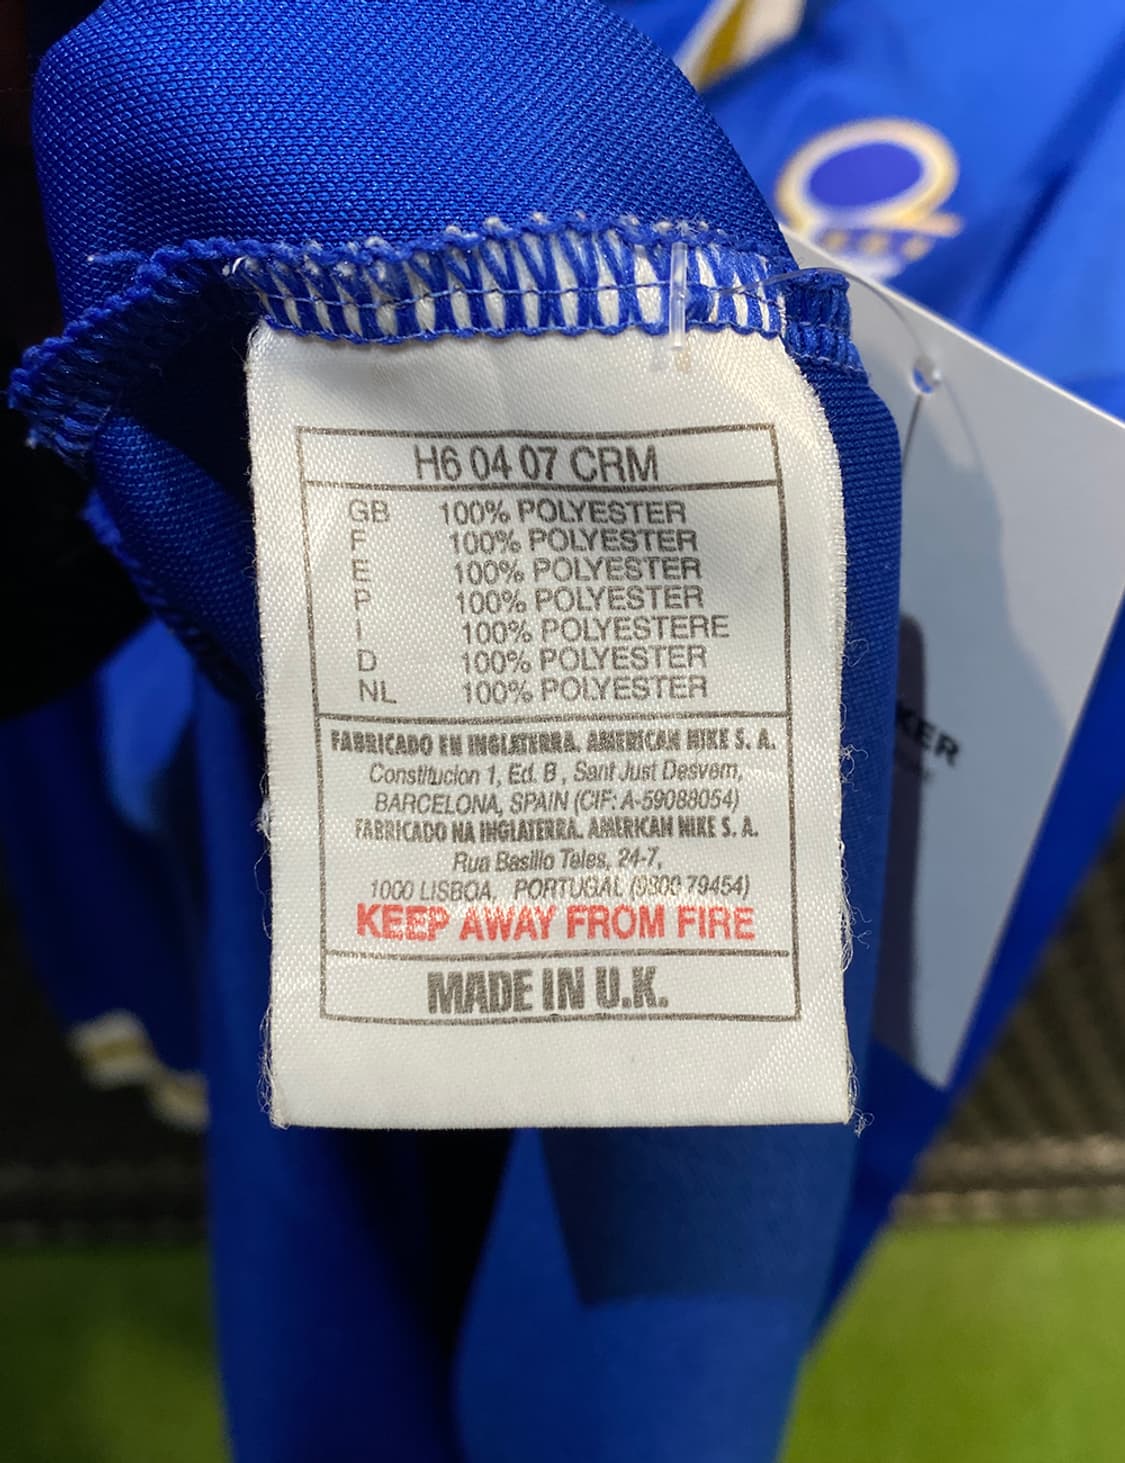 H6 04 07 CRM
GB 100% POLYESTER
F 100% POLYESTER
E 100% POLYESTER
P 100% POLYESTER
I 100% POLYESTERE
D 100% POLYESTER
NL 100% POLYESTER
FABRICADO EN INGLATERRA. AMERICAN NIKE S. A.
Constitucion 1, Ed. B, Sant Just Desvern,
BARCELONA, SPAIN (CIF: A-59088054)
FABRICADO NA INGLATERRA. AMERICAN NIKE S. A.
Rua Basilio Teles, 24-7,
1000 LISBOA, PORTUGAL (9800 79454)
KEEP AWAY FROM FIRE
MADE IN U.K.
KER